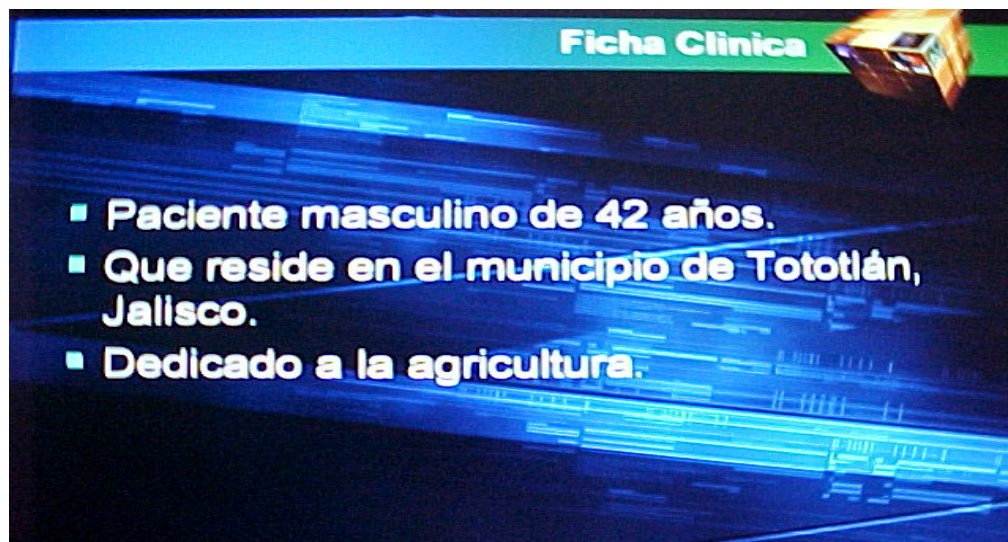 Ficha Clinica
Paciente masculino de 42 años.
Que reside en el municipio de Tototlán,
Jalisco.
Dedicado a la agricultura.